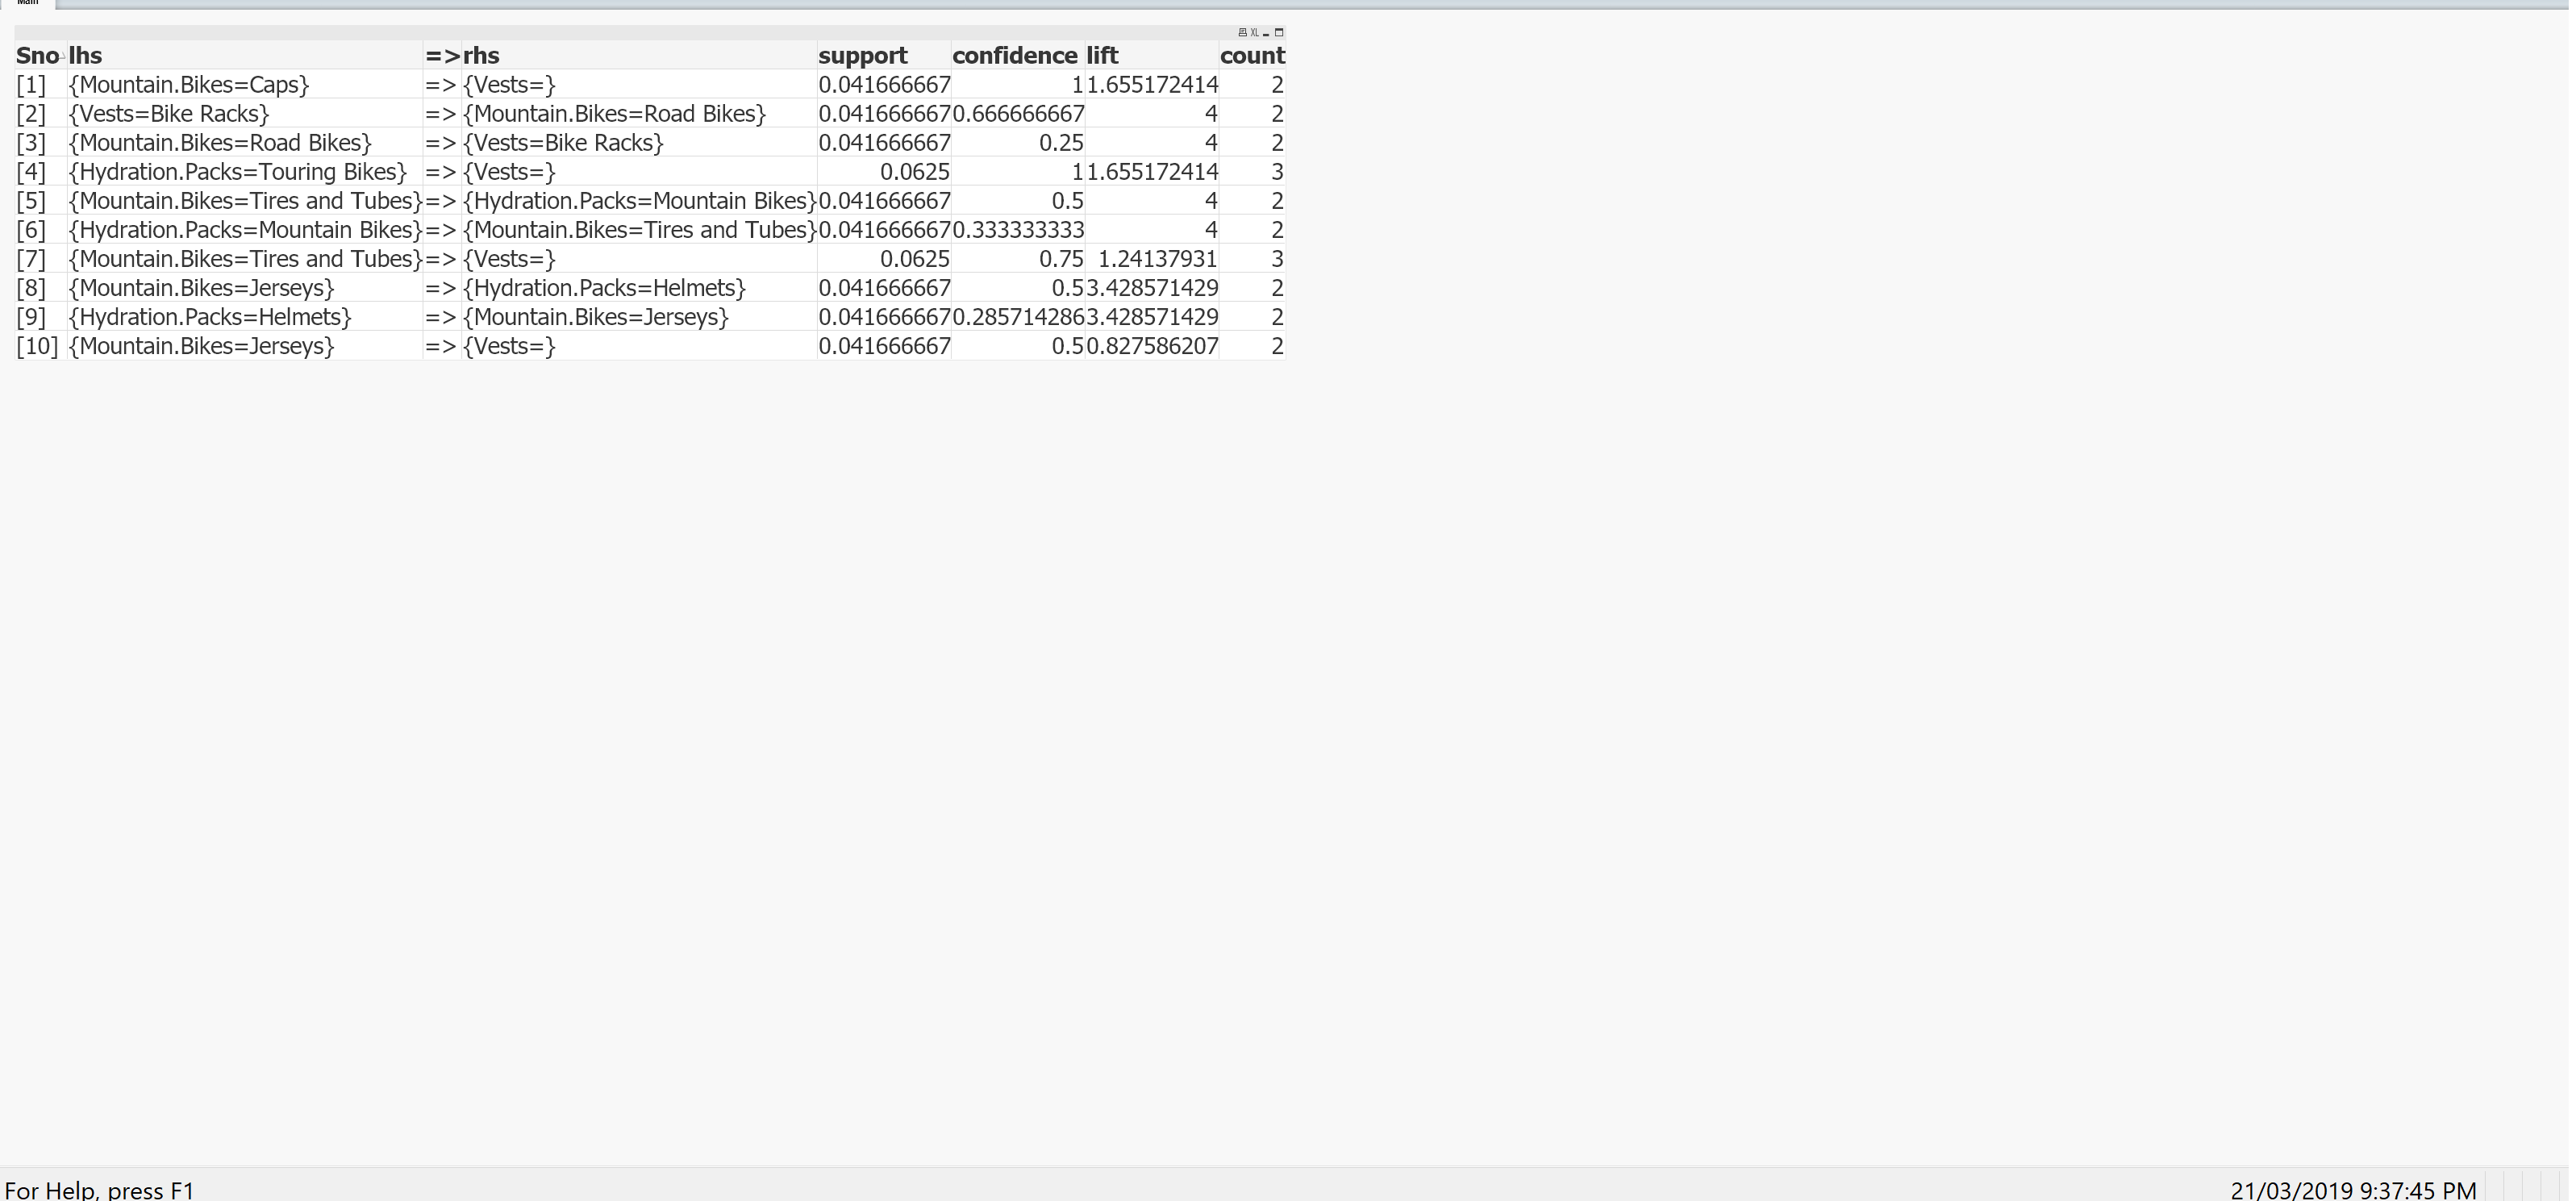 Main
XL
Sno lhs => rhs support confidence lift count
[1] {Mountain.Bikes=Caps} => {Vests=} 0.041666667 1 1.655172414 2
[2] {Vests=Bike Racks} => {Mountain.Bikes=Road Bikes} 0.041666667 0.666666667 4 2
[3] {Mountain.Bikes=Road Bikes} => {Vests=Bike Racks} 0.041666667 0.25 4 2
[4] {Hydration.Packs=Touring Bikes} => {Vests=} 0.0625 1 1.655172414 3
[5] {Mountain.Bikes=Tires and Tubes} => {Hydration.Packs=Mountain Bikes} 0.041666667 0.5 4 2
[6] {Hydration.Packs=Mountain Bikes} => {Mountain.Bikes=Tires and Tubes} 0.041666667 0.333333333 4 2
[7] {Mountain.Bikes=Tires and Tubes} => {Vests=} 0.0625 0.75 1.24137931 3
[8] {Mountain.Bikes=Jerseys} => {Hydration.Packs=Helmets} 0.041666667 0.5 3.428571429 2
[9] {Hydration.Packs=Helmets} => {Mountain.Bikes=Jerseys} 0.041666667 0.285714286 3.428571429 2
[10] {Mountain.Bikes=Jerseys} => {Vests=} 0.041666667 0.5 0.827586207 2
For Help, press F1 21/03/2019 9:37:45 PM